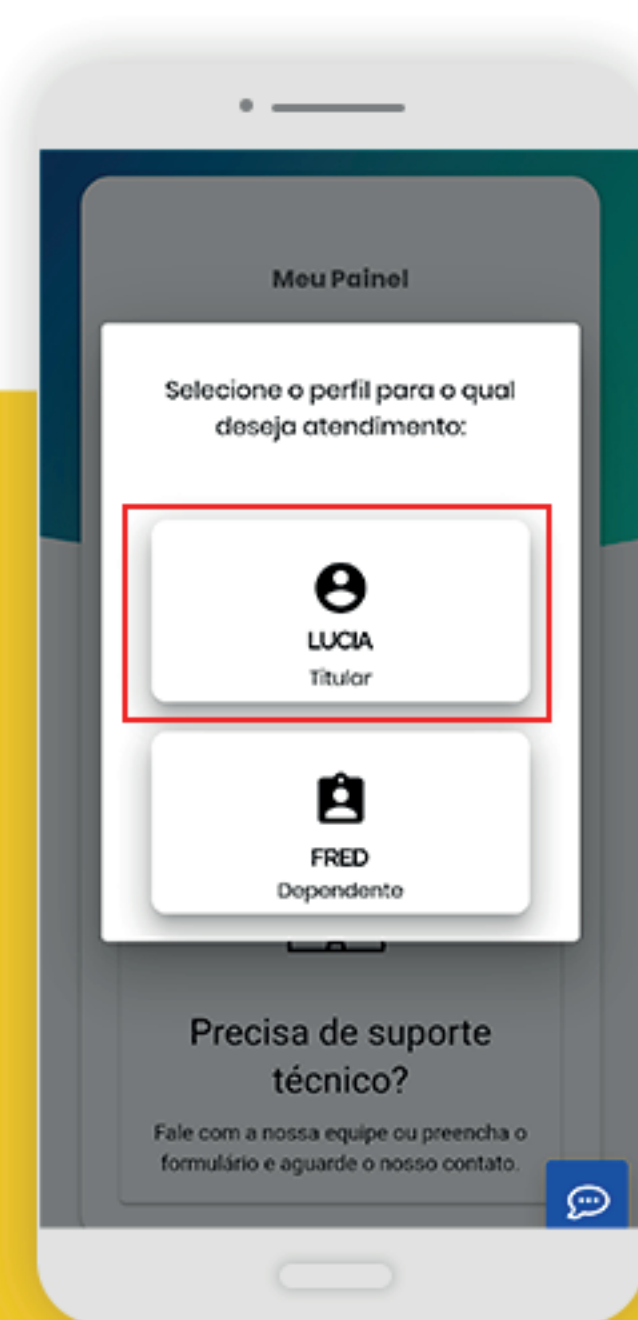 Meu Painel
Selecione o perfil para o qual
deseja atendimento:
LUCIA
Titular
FRED
Dependente
Precisa de suporte
técnico?
Fale com a nossa equipe ou preencha o
formulário e aguarde o nosso contato.